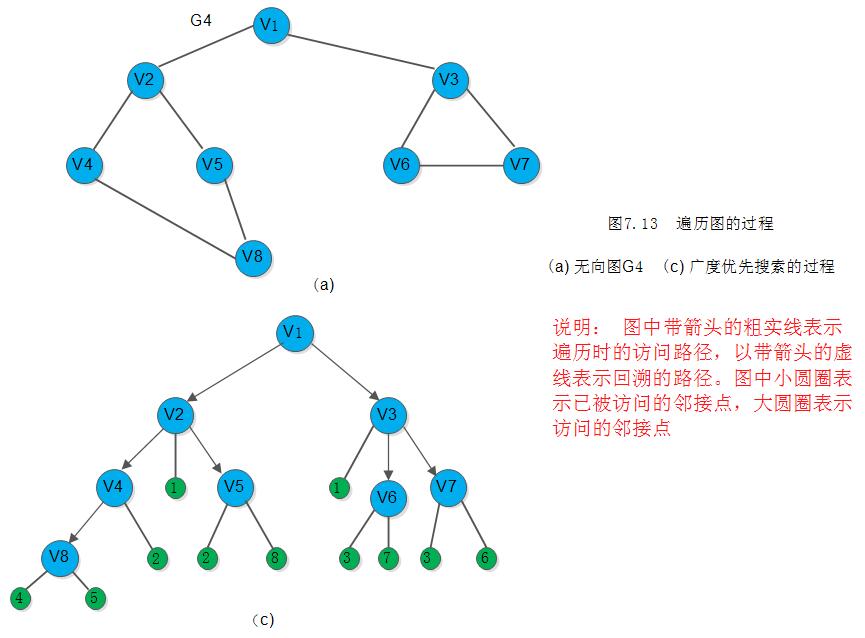 G4
V1
V2
V3
V4
V5
V6
V7
V8
(a)
图7.13 遍历图的过程
(a) 无向图G4 (c) 广度优先搜索的过程
说明: 图中带箭头的粗实线表示
遍历时的访问路径，以带箭头的虚
线表示回溯的路径。图中小圆圈表
示已被访问的邻接点，大圆圈表示
访问的邻接点
V1
V2
V3
V4
1
V5
1
V6
V7
V8
2
2
8
3
7
3
6
4
5
(c)